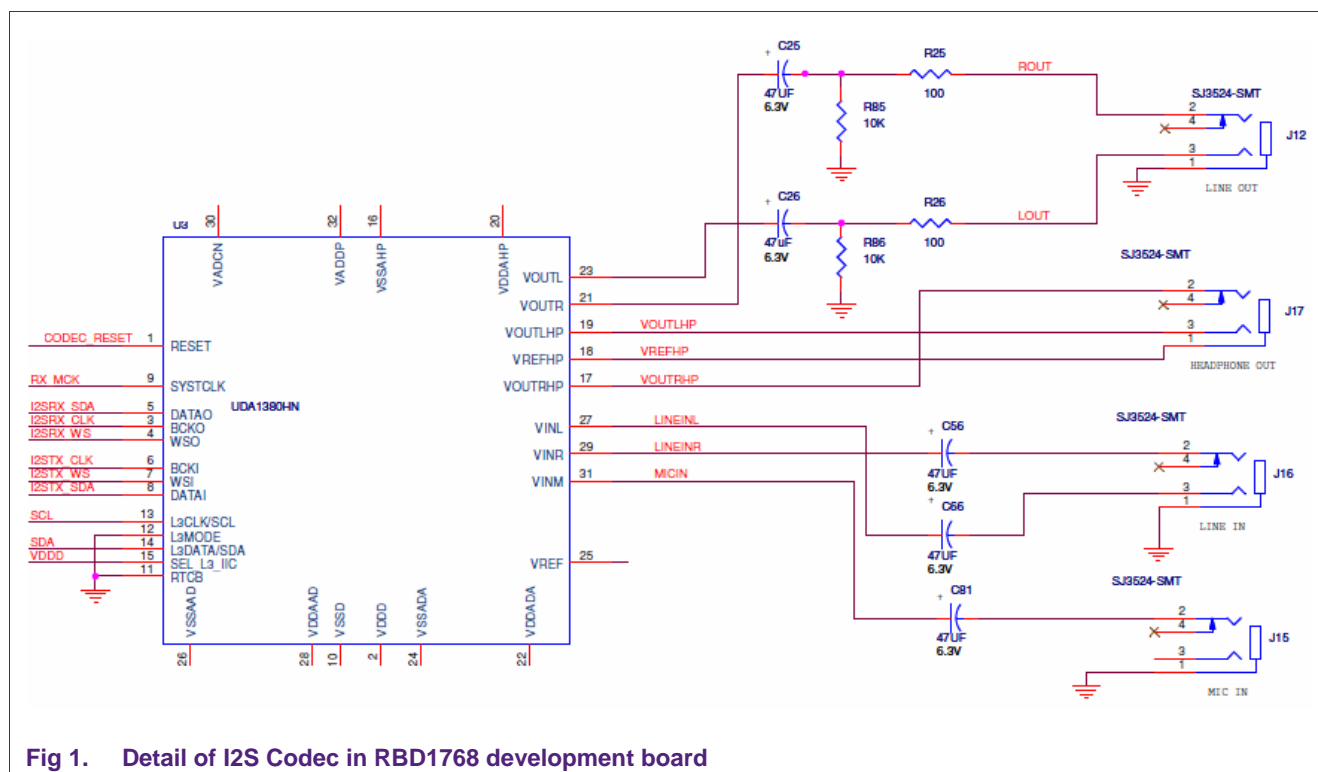 C25
+
47UF
6.3V
R25
100
ROUT
R85
10K
SJ3524-SMT
2
4
3
1
J12
LINE OUT
C26
+
47uF
6.3V
R26
100
LOUT
R86
10K
U3
30
32
16
20
VADCN
VADDP
VSSAHP
VDDAHP
VOUTL 23
VOUTR 21
VOUTLHP 19 VOUTLHP
VREFHP 18 VREFHP
VOUTRHP 17 VOUTRHP
SJ3524-SMT
2
4
3
1
J17
HEADPHONE OUT
CODEC_RESET 1 RESET
RX_MCK 9 SYSTCLK
UDA1380HN
I2SRX_SDA 5 DATAO
I2SRX_CLK 3 BCKO
I2SRX_WS 4 WSO
I2STX_CLK 6 BCKI
I2STX_WS 7 WSI
I2STX_SDA 8 DATAI
SCL 13 L3CLK/SCL
12 L3MODE
SDA 14 L3DATA/SDA
VDDD 15 SEL_L3_IIC
11 RTCB
VINL 27 LINEINL
VINR 29 LINEINR
VINM 31 MICIN
VREF 25
C56
+
47UF
6.3V
+
C66
47UF
6.3V
SJ3524-SMT
2
4
3
1
J16
LINE IN
C81
+
47UF
6.3V
SJ3524-SMT
2
4
3
1
J15
MIC IN
VSSAAD
VDDAAD
VSSD
VDDD
VSSADA
VDDADA
26
28
10
2
24
22
Fig 1. Detail of I2S Codec in RBD1768 development board